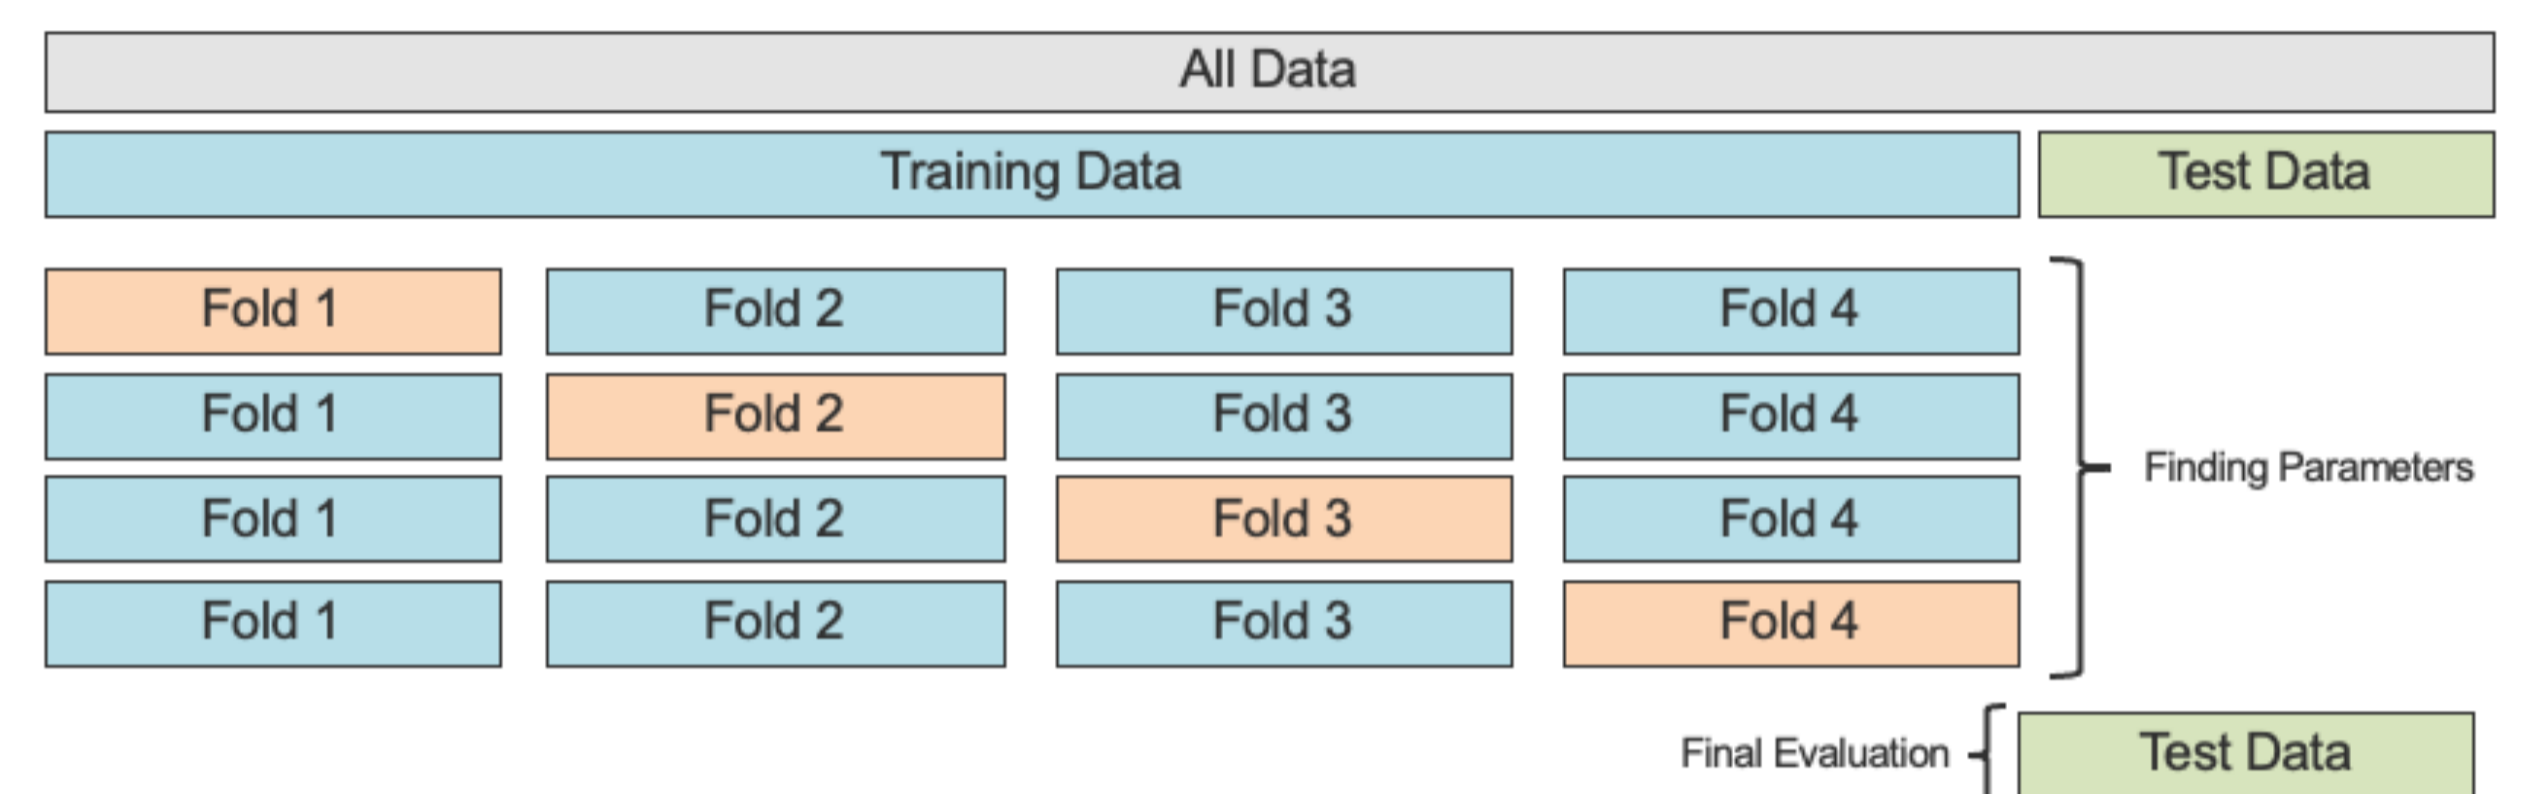 All Data
Training Data Test Data
Fold 1 Fold 2 Fold 3 Fold 4
Fold 1 Fold 2 Fold 3 Fold 4
Finding Parameters
Fold 1 Fold 2 Fold 3 Fold 4
Fold 1 Fold 2 Fold 3 Fold 4
Final Evaluation Test Data